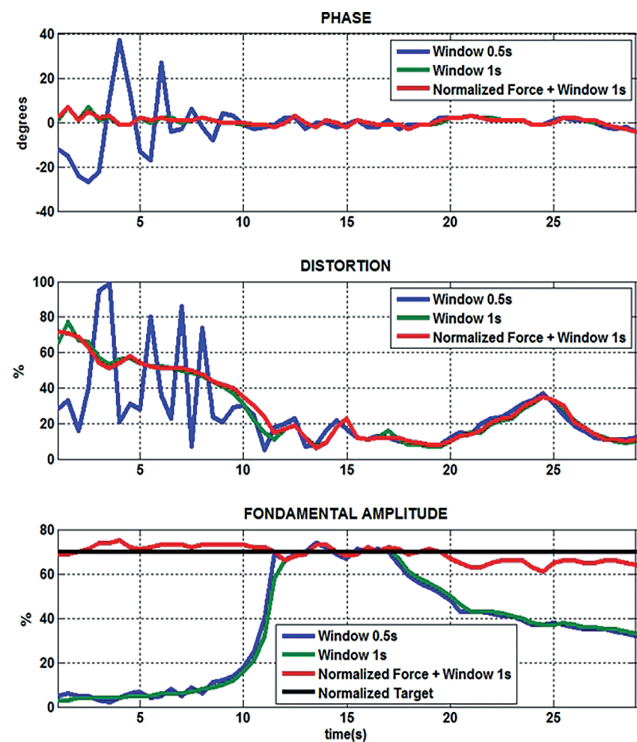 PHASE
40
20
0
-20
-40
degrees
Window 0.5s
Window 1s
Normalized Force + Window 1s
5
10
15
20
25
DISTORTION
100
80
60
40
20
0
%
Window 0.5s
Window 1s
Normalized Force + Window 1s
5
10
15
20
25
FONDAMENTAL AMPLITUDE
80
60
40
20
0
%
Window 0.5s
Window 1s
Normalized Force + Window 1s
Normalized Target
5
10
15
20
25
time(s)